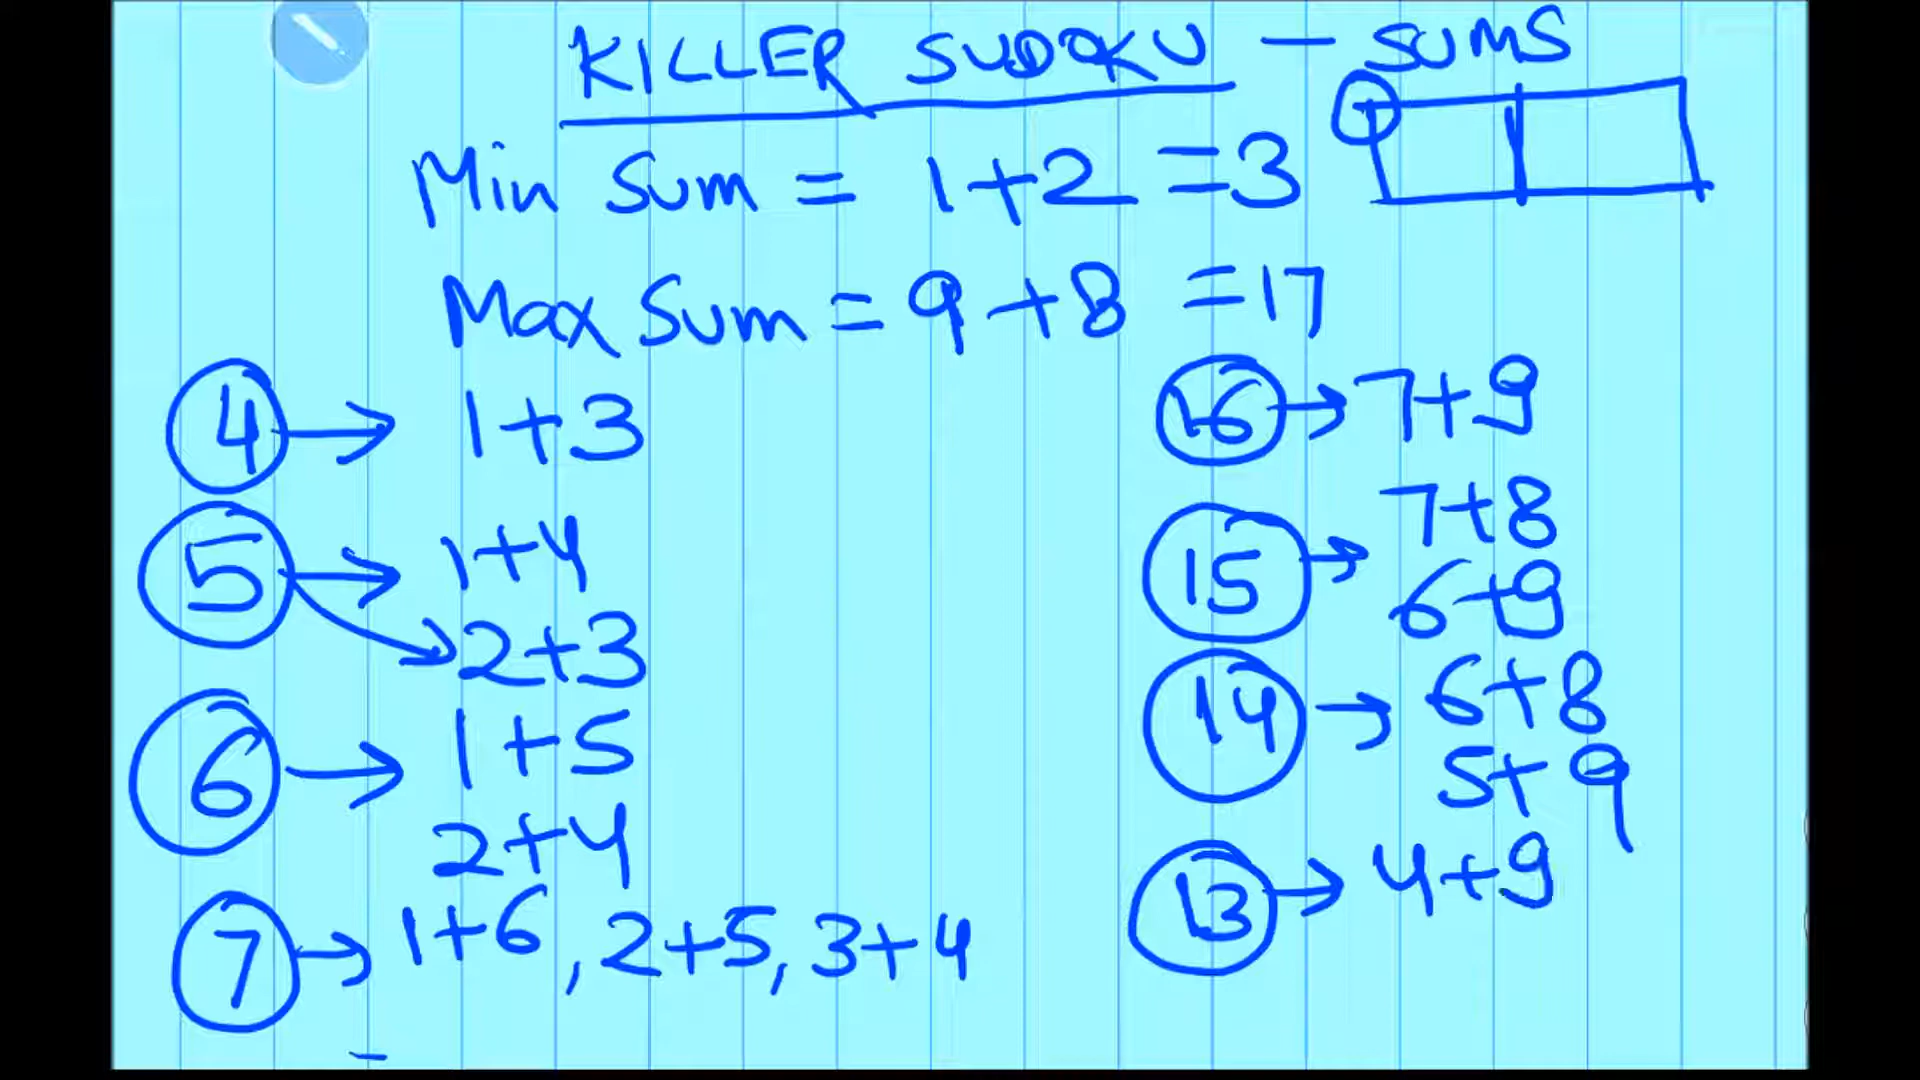 KILLER SUDOKU - SUMS
Min Sum = 1+2 = 3
Max Sum = 9+8 = 17
4 → 1+3
5 → 1+4
2+3
6 → 1+5
2+4
7 → 1+6, 2+5, 3+4
16 → 7+9
15 → 7+8
6+9
14 → 6+8
5+9
13 → 4+9